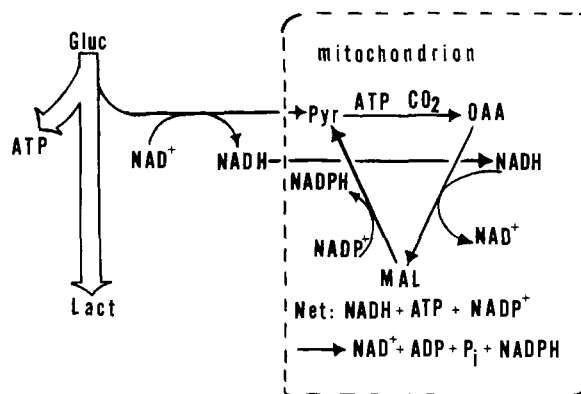 Gluc
mitochondrion
ATP
NAD⁺
NADH
Pyr
ATP CO₂
OAA
NADH
NADPH
NADP⁺
NAD⁺
MAL
Lact
Net: NADH + ATP + NADP⁺
→ NAD⁺ + ADP + Pᵢ + NADPH